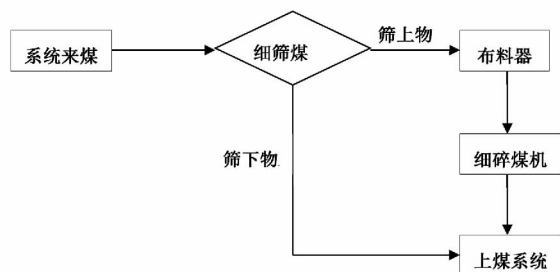 系统来煤
细筛煤
筛上物
布料器
筛下物
细碎煤机
上煤系统